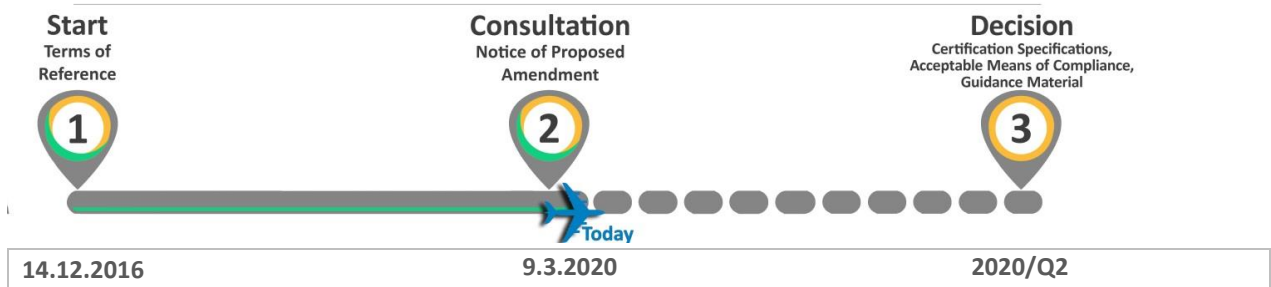 Start
Terms of
Reference
Consultation
Notice of Proposed
Amendment
Decision
Certification Specifications,
Acceptable Means of Compliance,
Guidance Material
1
2
3
Today
14.12.2016
9.3.2020
2020/Q2